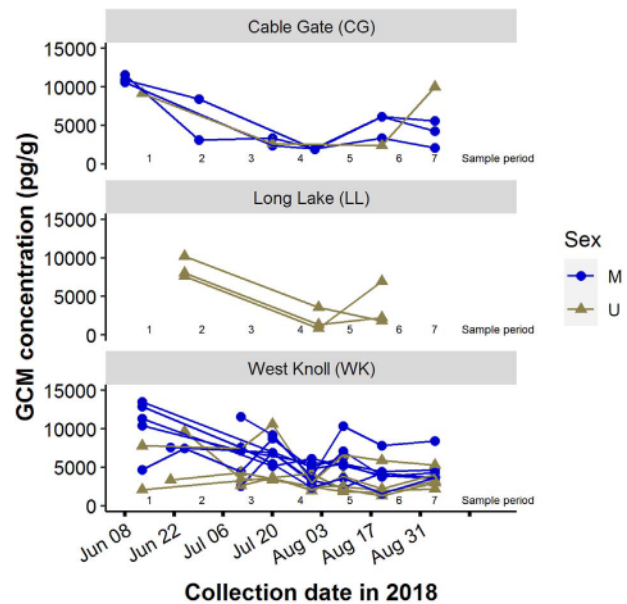 Cable Gate (CG)
15000
10000
5000
0
1 2 3 4 5 6 7 Sample period
Long Lake (LL)
15000
10000
5000
0
1 2 3 4 5 6 7 Sample period
West Knoll (WK)
15000
10000
5000
0
1 2 3 4 5 6 7 Sample period
Jun 08 Jun 22 Jul 06 Jul 20 Aug 03 Aug 17 Aug 31
Collection date in 2018
GCM concentration (pg/g)
Sex
M
U